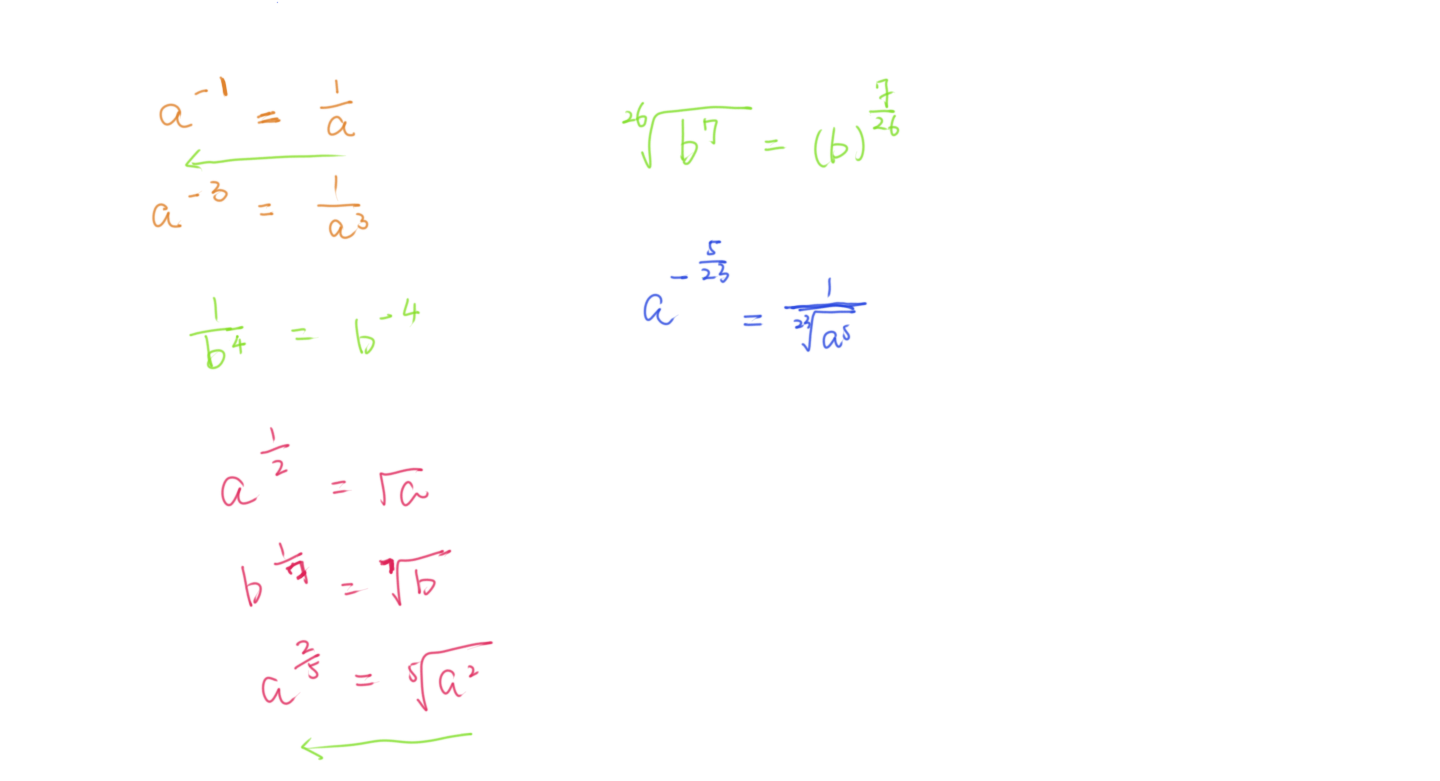 a^{-1} = \frac{1}{a}
a^{-3} = \frac{1}{a^3}
\frac{1}{b^4} = b^{-4}
a^{\frac{1}{2}} = \sqrt{a}
b^{\frac{1}{7}} = \sqrt[7]{b}
a^{\frac{2}{5}} = \sqrt[5]{a^2}
\sqrt[26]{b^7} = (b)^{\frac{7}{26}}
a^{-\frac{5}{23}} = \frac{1}{\sqrt[23]{a^5}}